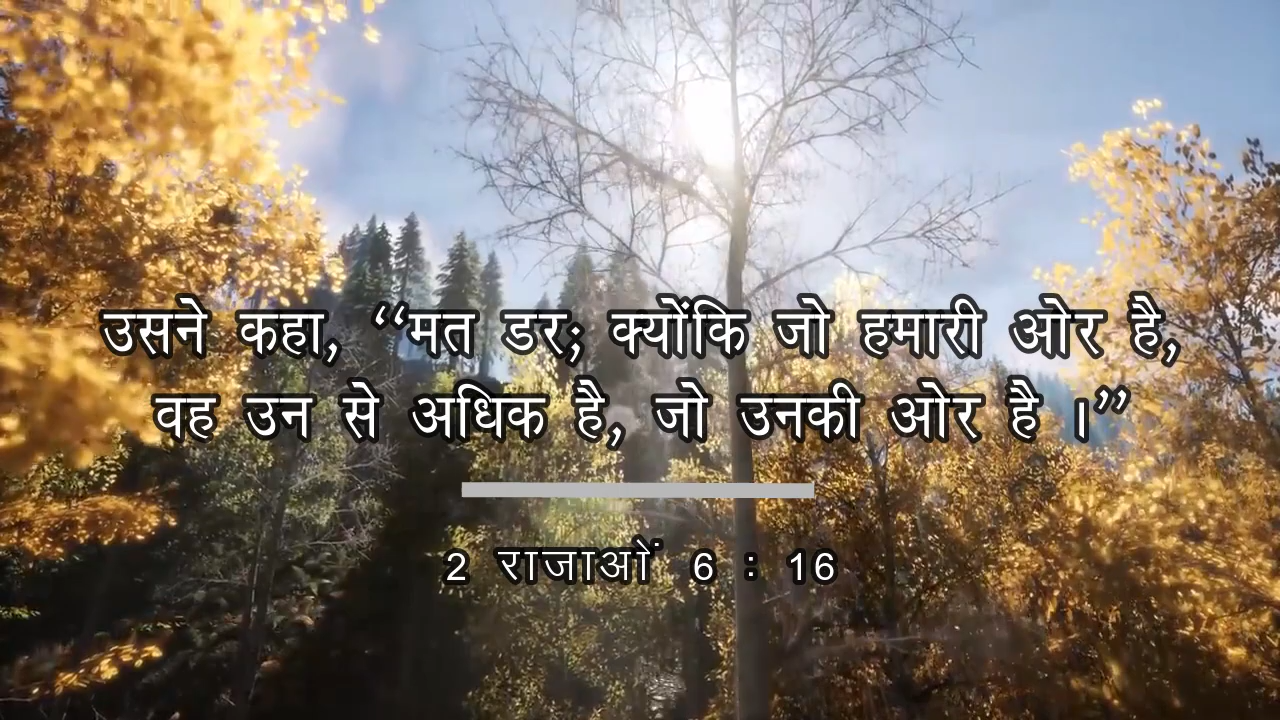 उसने कहा, ‘‘मत डर; क्योंकि जो हमारी ओर है,
वह उन से अधिक है, जो उनकी ओर है ।’’
2 राजाओं 6 : 16